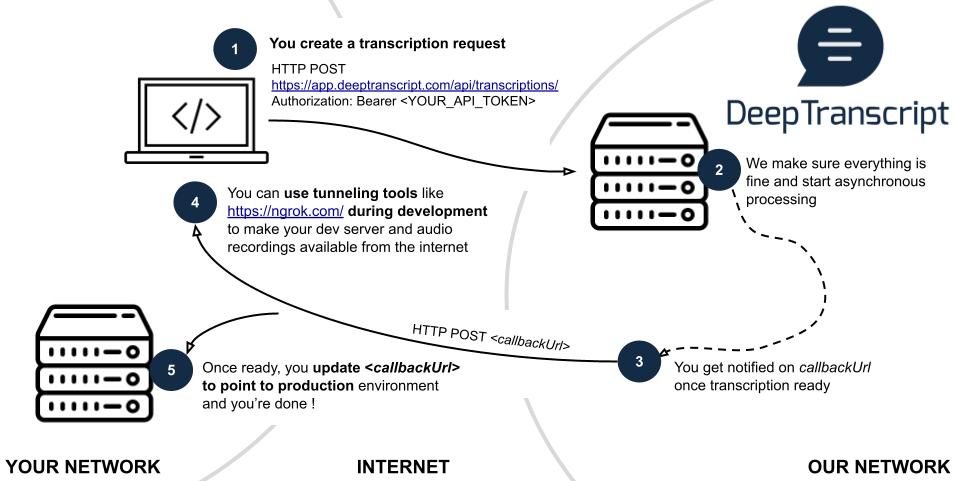 1
You create a transcription request
HTTP POST
https://app.deeptranscript.com/api/transcriptions/
Authorization: Bearer <YOUR_API_TOKEN>
</>
DeepTranscript
2
We make sure everything is
fine and start asynchronous
processing
4
You can use tunneling tools like
https://ngrok.com/ during development
to make your dev server and audio
recordings available from the internet
HTTP POST <callbackUrl>
3
You get notified on callbackUrl
once transcription ready
5
Once ready, you update <callbackUrl>
to point to production environment
and you're done !
YOUR NETWORK
INTERNET
OUR NETWORK